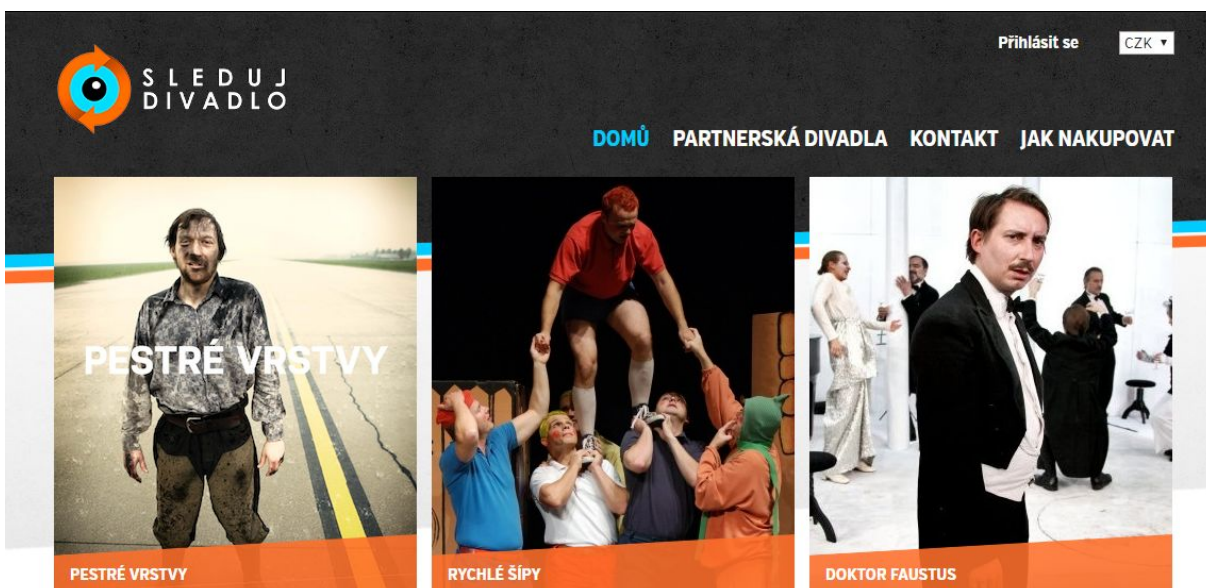 Přihlásit se CZK
SLEDUJ
DIVADLO
DOMŮ PARTNERSKÁ DIVADLA KONTAKT JAK NAKUPOVAT
PESTRÉ VRSTVY
PESTRÉ VRSTVY
RYCHLÉ ŠÍPY
DOKTOR FAUSTUS